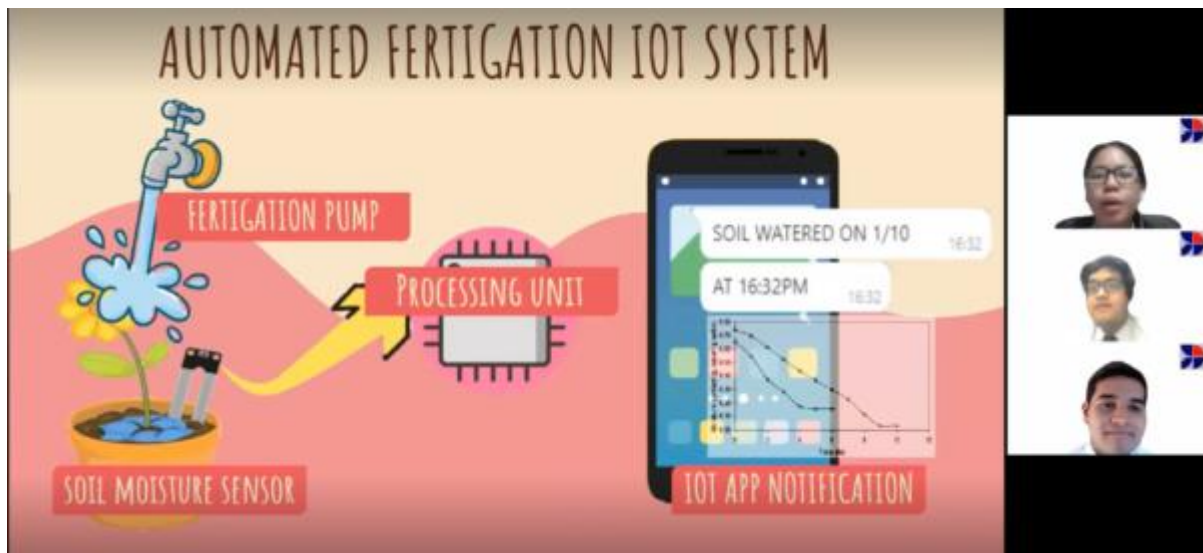 AUTOMATED FERTIGATION IOT SYSTEM
FERTIGATION PUMP
PROCESSING UNIT
SOIL WATERED ON 1/10
16:32
AT 16:32PM
16:32
SOIL MOISTURE SENSOR
IOT APP NOTIFICATION